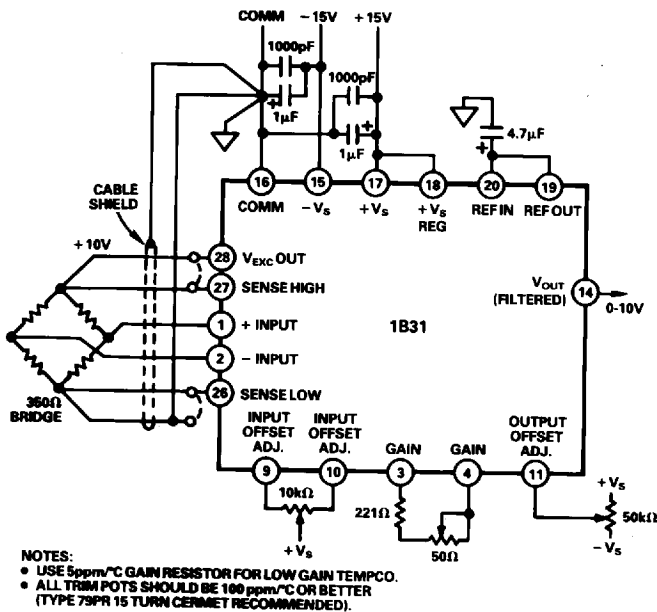 COMM −15V +15V
1000pF
1000pF
1μF
1μF
4.7μF
+
+
+
CABLE
SHIELD
16 15 17 18 20 19
COMM −VS +VS +VS REF IN REF OUT
REG
+10V
28 VEXC OUT
27 SENSE HIGH
1 + INPUT
2 − INPUT
26 SENSE LOW
350Ω
BRIDGE
1B31
VOUT
(FILTERED)
14
0-10V
INPUT
OFFSET
ADJ.
INPUT
OFFSET
ADJ.
GAIN
GAIN
OUTPUT
OFFSET
ADJ.
9 10 3 4 11
10kΩ
+VS
221Ω
50Ω
+VS
50kΩ
−VS
NOTES:
• USE 5ppm/°C GAIN RESISTOR FOR LOW GAIN TEMPCO.
• ALL TRIM POTS SHOULD BE 100 ppm/°C OR BETTER
(TYPE 79PR 15 TURN CERMET RECOMMENDED).